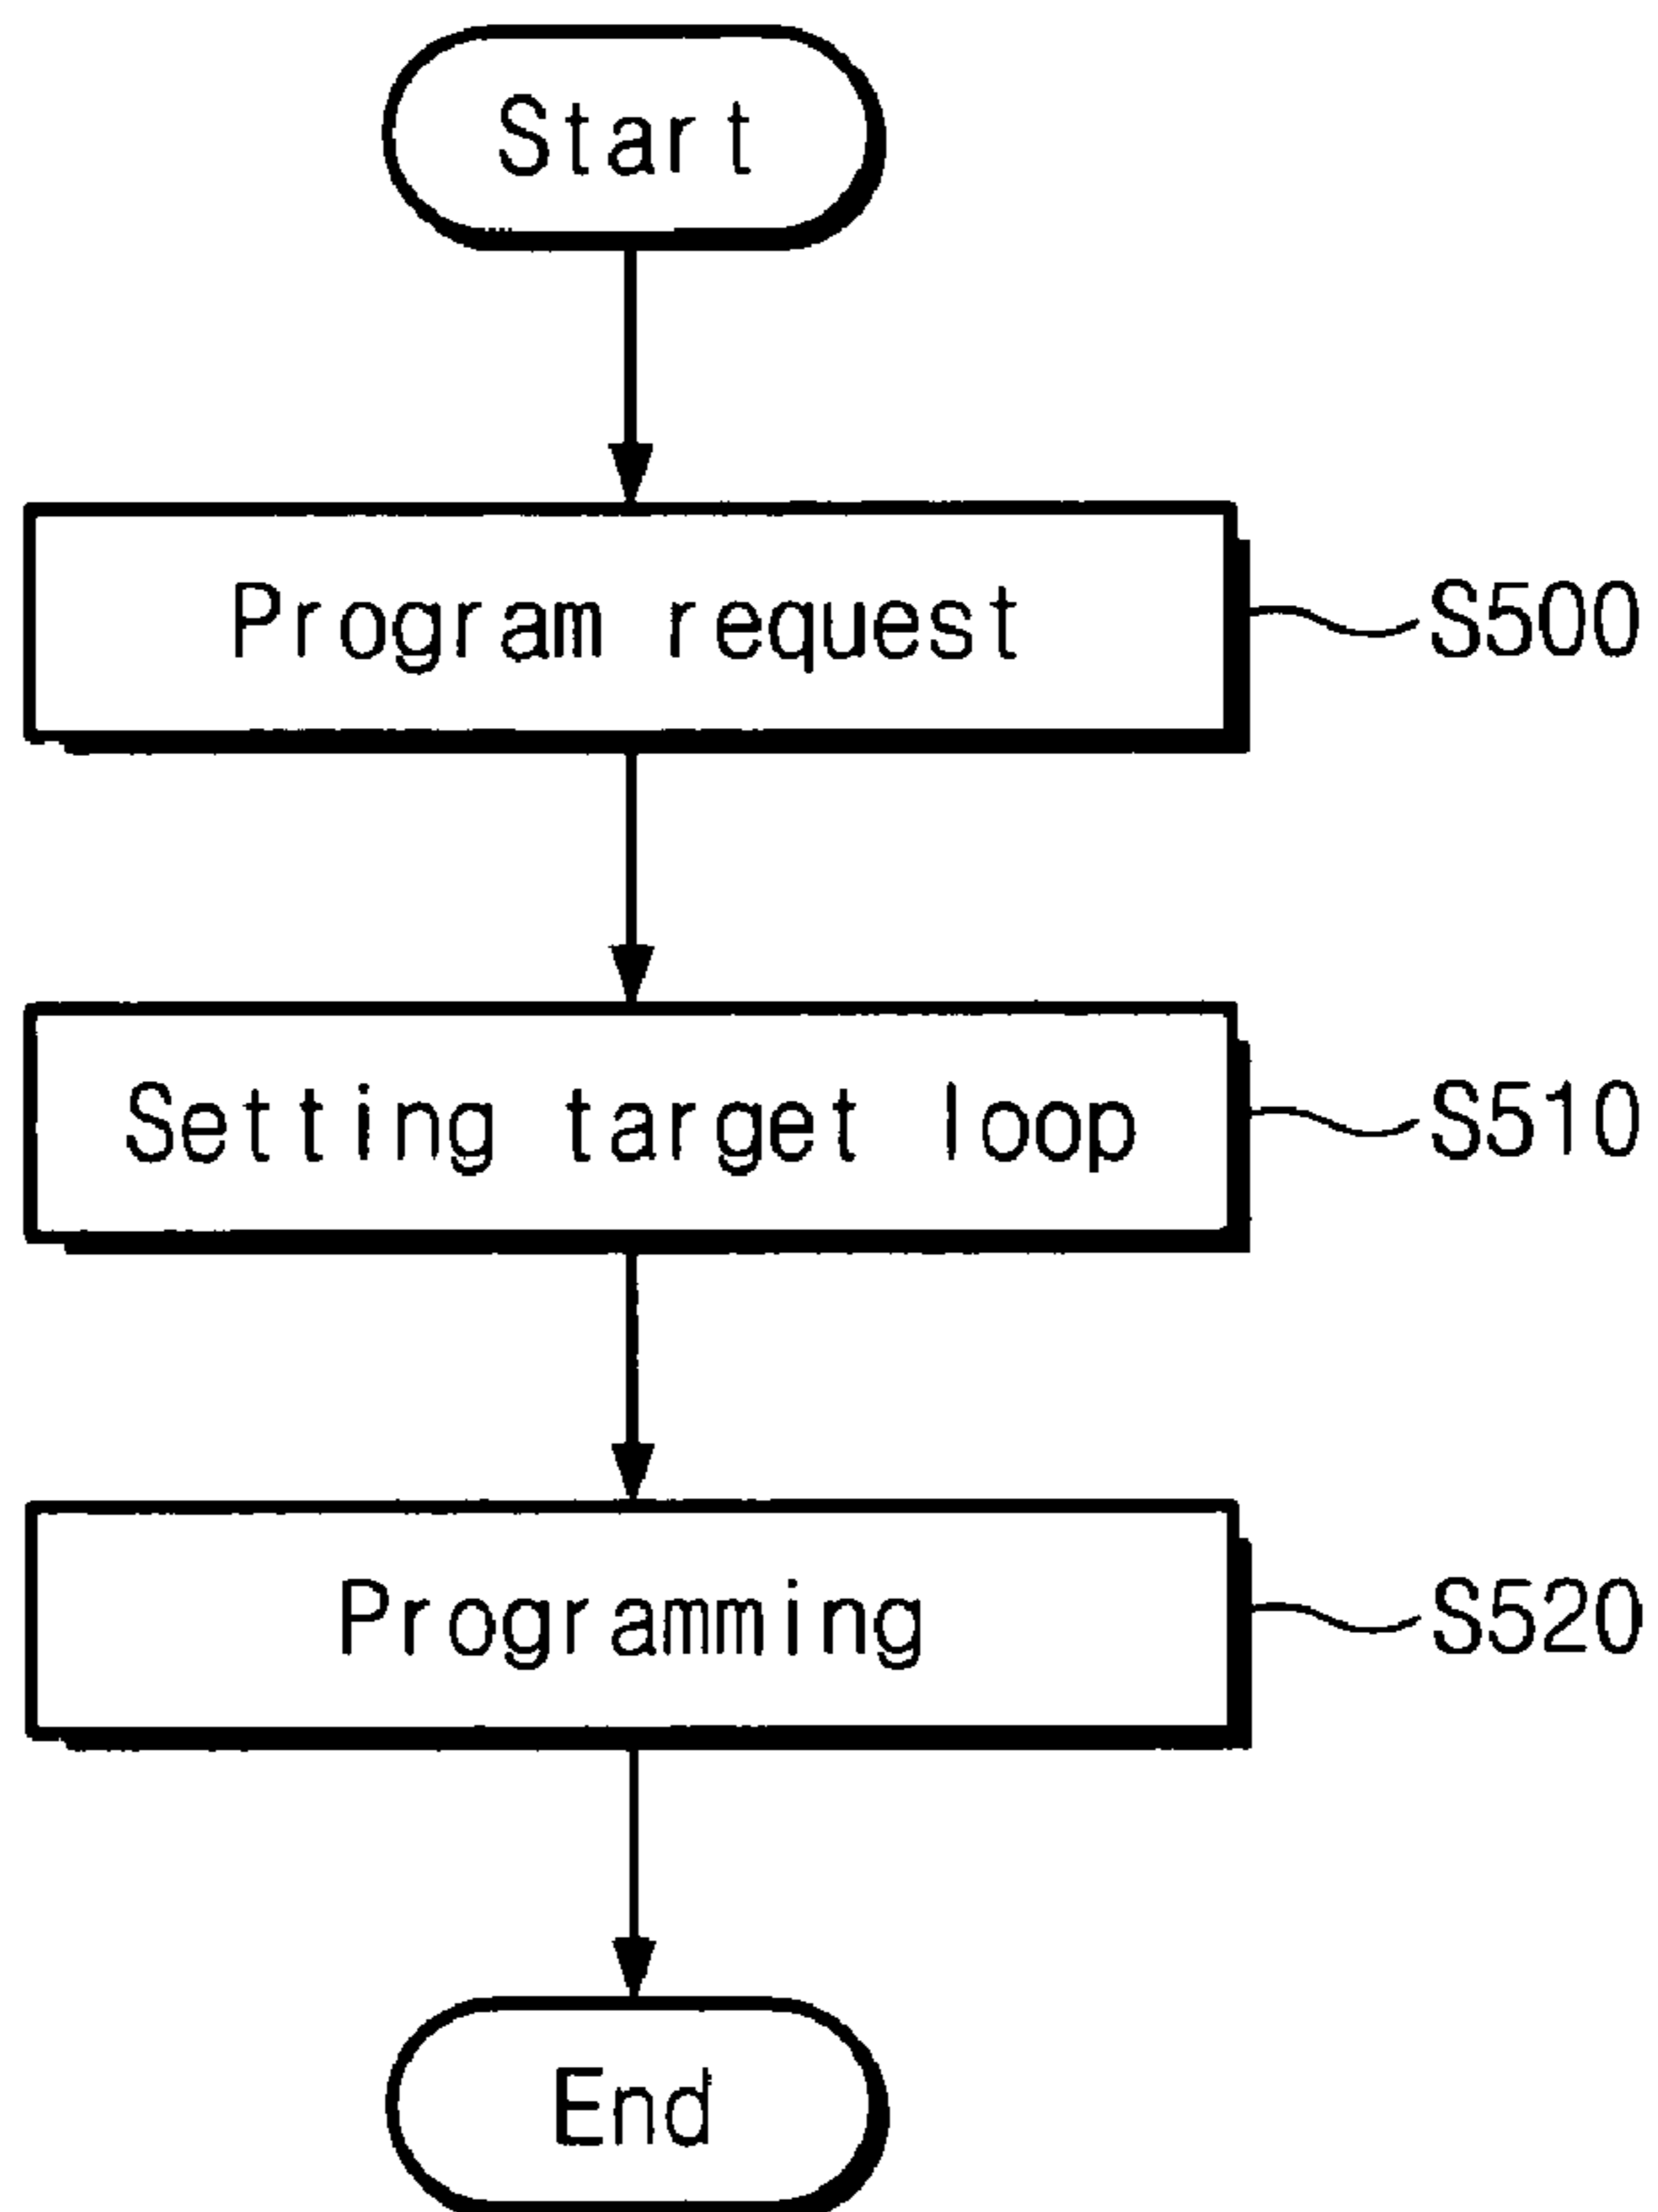 Start
Program request
S500
Setting target loop
S510
Programming
S520
End